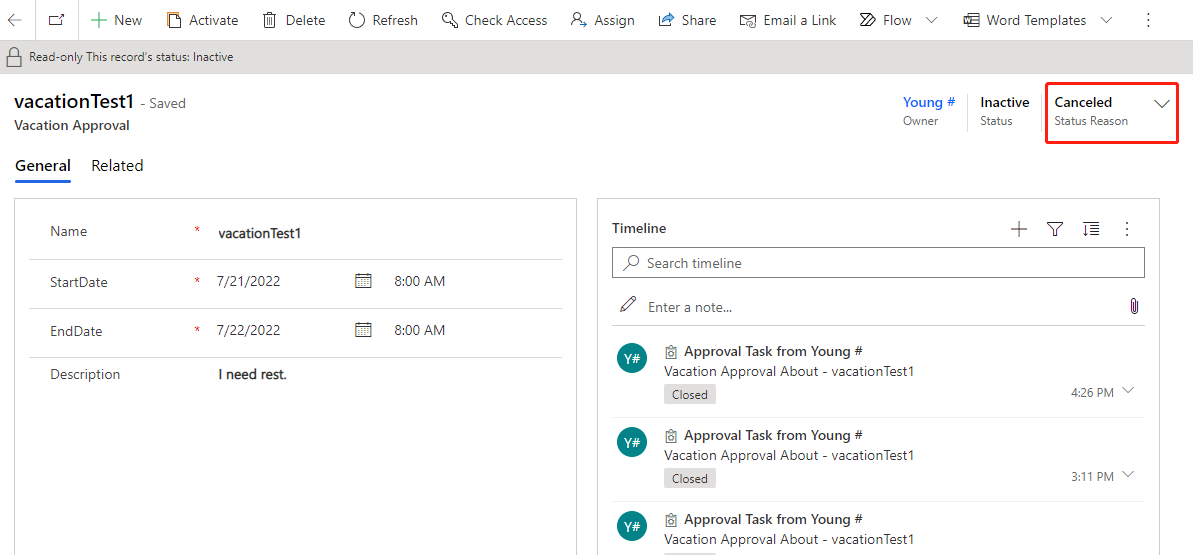 New Activate Delete Refresh Check Access Assign Share Email a Link Flow Word Templates
Read-only This record's status: Inactive
vacationTest1 - Saved
Vacation Approval
Young #
Owner
Inactive
Status
Canceled
Status Reason
General Related
Name * vacationTest1
StartDate * 7/21/2022 8:00 AM
EndDate * 7/22/2022 8:00 AM
Description I need rest.
Timeline
Search timeline
Enter a note...
Y# Approval Task from Young #
Vacation Approval About - vacationTest1
Closed 4:26 PM
Y# Approval Task from Young #
Vacation Approval About - vacationTest1
Closed 3:11 PM
Y# Approval Task from Young #
Vacation Approval About - vacationTest1